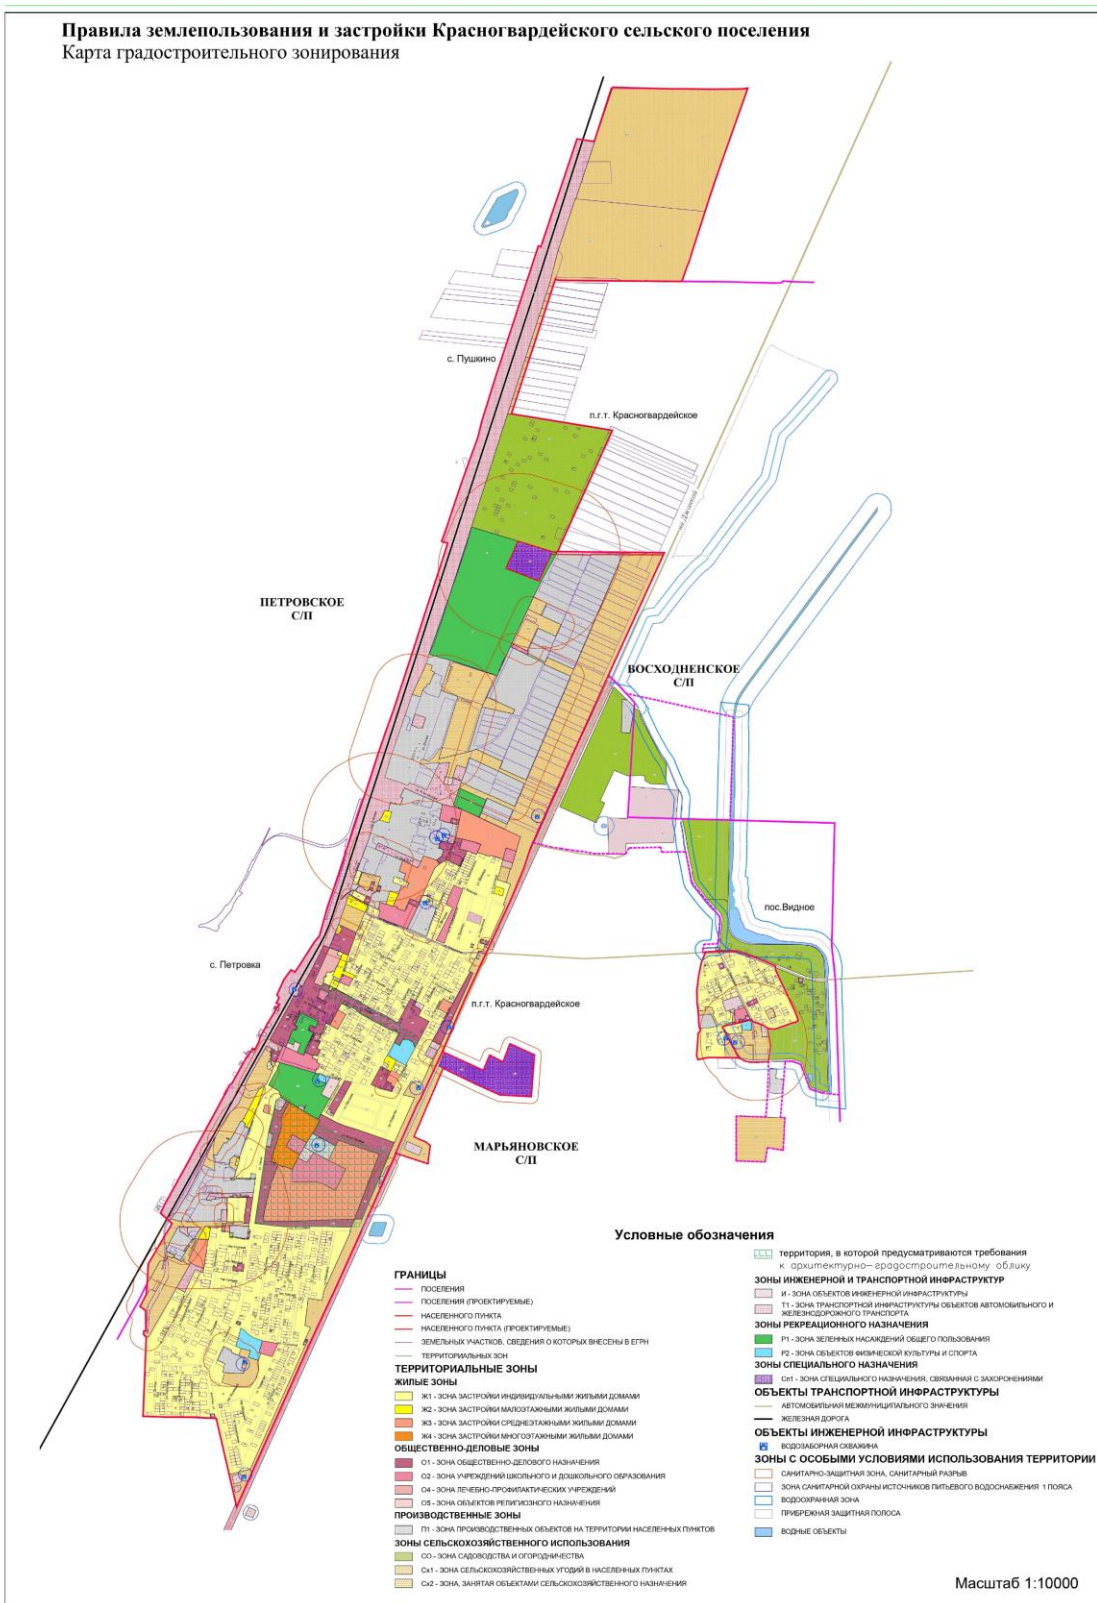 Правила землепользования и застройки Красногвардейского сельского поселения
Карта градостроительного зонирования
с. Пушкино
п.г.т. Красногвардейское
ПЕТРОВСКОЕ
С/П
ВОСХОДНЕНСКОЕ
С/П
пос.Видное
с. Петровка
п.г.т. Красногвардейское
МАРЬЯНОВСКОЕ
С/П
Условные обозначения
ГРАНИЦЫ
ПОСЕЛЕНИЯ
ПОСЕЛЕНИЯ (ПРОЕКТИРУЕМЫЕ)
НАСЕЛЕННОГО ПУНКТА
НАСЕЛЕННОГО ПУНКТА (ПРОЕКТИРУЕМЫЕ)
ЗЕМЕЛЬНЫХ УЧАСТКОВ, СВЕДЕНИЯ О КОТОРЫХ ВНЕСЕНЫ В ЕГРН
ТЕРРИТОРИАЛЬНЫХ ЗОН
ТЕРРИТОРИАЛЬНЫЕ ЗОНЫ
ЖИЛЫЕ ЗОНЫ
Ж1 - ЗОНА ЗАСТРОЙКИ ИНДИВИДУАЛЬНЫМИ ЖИЛЫМИ ДОМАМИ
Ж2 - ЗОНА ЗАСТРОЙКИ МАЛОЭТАЖНЫМИ ЖИЛЫМИ ДОМАМИ
Ж3 - ЗОНА ЗАСТРОЙКИ СРЕДНЕЭТАЖНЫМИ ЖИЛЫМИ ДОМАМИ
Ж4 - ЗОНА ЗАСТРОЙКИ МНОГОЭТАЖНЫМИ ЖИЛЫМИ ДОМАМИ
ОБЩЕСТВЕННО-ДЕЛОВЫЕ ЗОНЫ
О1 - ЗОНА ОБЩЕСТВЕННО-ДЕЛОВОГО НАЗНАЧЕНИЯ
О2 - ЗОНА УЧРЕЖДЕНИЙ ШКОЛЬНОГО И ДОШКОЛЬНОГО ОБРАЗОВАНИЯ
О4 - ЗОНА ЛЕЧЕБНО-ПРОФИЛАКТИЧЕСКИХ УЧРЕЖДЕНИЙ
О5 - ЗОНА ОБЪЕКТОВ РЕЛИГИОЗНОГО НАЗНАЧЕНИЯ
ПРОИЗВОДСТВЕННЫЕ ЗОНЫ
П1 - ЗОНА ПРОИЗВОДСТВЕННЫХ ОБЪЕКТОВ НА ТЕРРИТОРИИ НАСЕЛЕННЫХ ПУНКТОВ
ЗОНЫ СЕЛЬСКОХОЗЯЙСТВЕННОГО ИСПОЛЬЗОВАНИЯ
СО - ЗОНА САДОВОДСТВА И ОГОРОДНИЧЕСТВА
Сх1 - ЗОНА СЕЛЬСКОХОЗЯЙСТВЕННЫХ УГОДИЙ В НАСЕЛЕННЫХ ПУНКТАХ
Сх2 - ЗОНА, ЗАНЯТАЯ ОБЪЕКТАМИ СЕЛЬСКОХОЗЯЙСТВЕННОГО НАЗНАЧЕНИЯ
территория, в которой предусматриваются требования
к архитектурно-градостроительному облику
ЗОНЫ ИНЖЕНЕРНОЙ И ТРАНСПОРТНОЙ ИНФРАСТРУКТУР
И - ЗОНА ОБЪЕКТОВ ИНЖЕНЕРНОЙ ИНФРАСТРУКТУРЫ
Т1 - ЗОНА ТРАНСПОРТНОЙ ИНФРАСТРУКТУРЫ ОБЪЕКТОВ АВТОМОБИЛЬНОГО И
ЖЕЛЕЗНОДОРОЖНОГО ТРАНСПОРТА
ЗОНЫ РЕКРЕАЦИОННОГО НАЗНАЧЕНИЯ
Р1 - ЗОНА ЗЕЛЕННЫХ НАСАЖДЕНИЙ ОБЩЕГО ПОЛЬЗОВАНИЯ
Р2 - ЗОНА ОБЪЕКТОВ ФИЗИЧЕСКОЙ КУЛЬТУРЫ И СПОРТА
ЗОНЫ СПЕЦИАЛЬНОГО НАЗНАЧЕНИЯ
Сп1 - ЗОНА СПЕЦИАЛЬНОГО НАЗНАЧЕНИЯ, СВЯЗАННАЯ С ЗАХОРОНЕНИЯМИ
ОБЪЕКТЫ ТРАНСПОРТНОЙ ИНФРАСТРУКТУРЫ
АВТОМОБИЛЬНАЯ МЕЖМУНИЦИПАЛЬНОГО ЗНАЧЕНИЯ
ЖЕЛЕЗНАЯ ДОРОГА
ОБЪЕКТЫ ИНЖЕНЕРНОЙ ИНФРАСТРУКТУРЫ
ВОДОЗАБОРНАЯ СКВАЖИНА
ЗОНЫ С ОСОБЫМИ УСЛОВИЯМИ ИСПОЛЬЗОВАНИЯ ТЕРРИТОРИИ
САНИТАРНО-ЗАЩИТНАЯ ЗОНА, САНИТАРНЫЙ РАЗРЫВ
ЗОНА САНИТАРНОЙ ОХРАНЫ ИСТОЧНИКОВ ПИТЬЕВОГО ВОДОСНАБЖЕНИЯ 1 ПОЯСА
ВОДООХРАННАЯ ЗОНА
ПРИБРЕЖНАЯ ЗАЩИТНАЯ ПОЛОСА
ВОДНЫЕ ОБЪЕКТЫ
Масштаб 1:10000